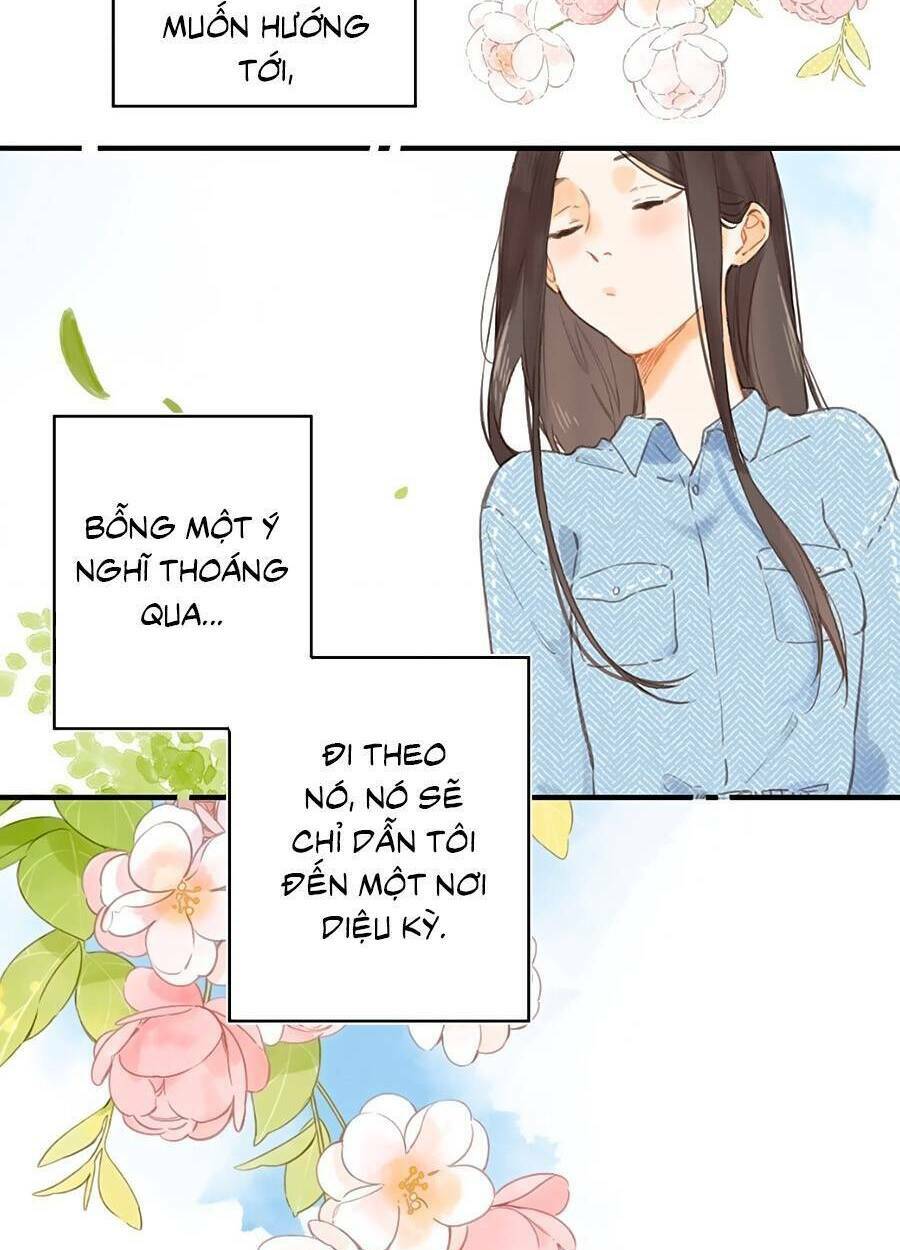 MUỐN HƯỚNG
TỚI,
BỖNG MỘT Ý
NGHĨ THOÁNG
QUA...
ĐI THEO
NÓ, NÓ SẼ
CHỈ DẪN TÔI
ĐẾN MỘT NƠI
DIỆU KỲ.